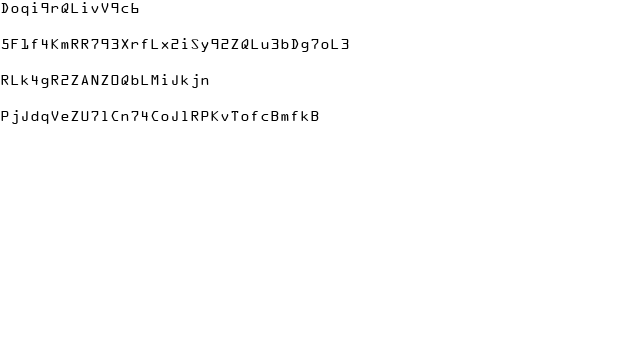 Doqi9rQLivV9c6
5F1f4KmRR793XrfLx2iSy92ZQLu3bDg7oL3
RLk4gR2ZANZOQbLMiJkjn
PjJdqVeZU71Cn74CoJ1RPKvTofcBmfkB